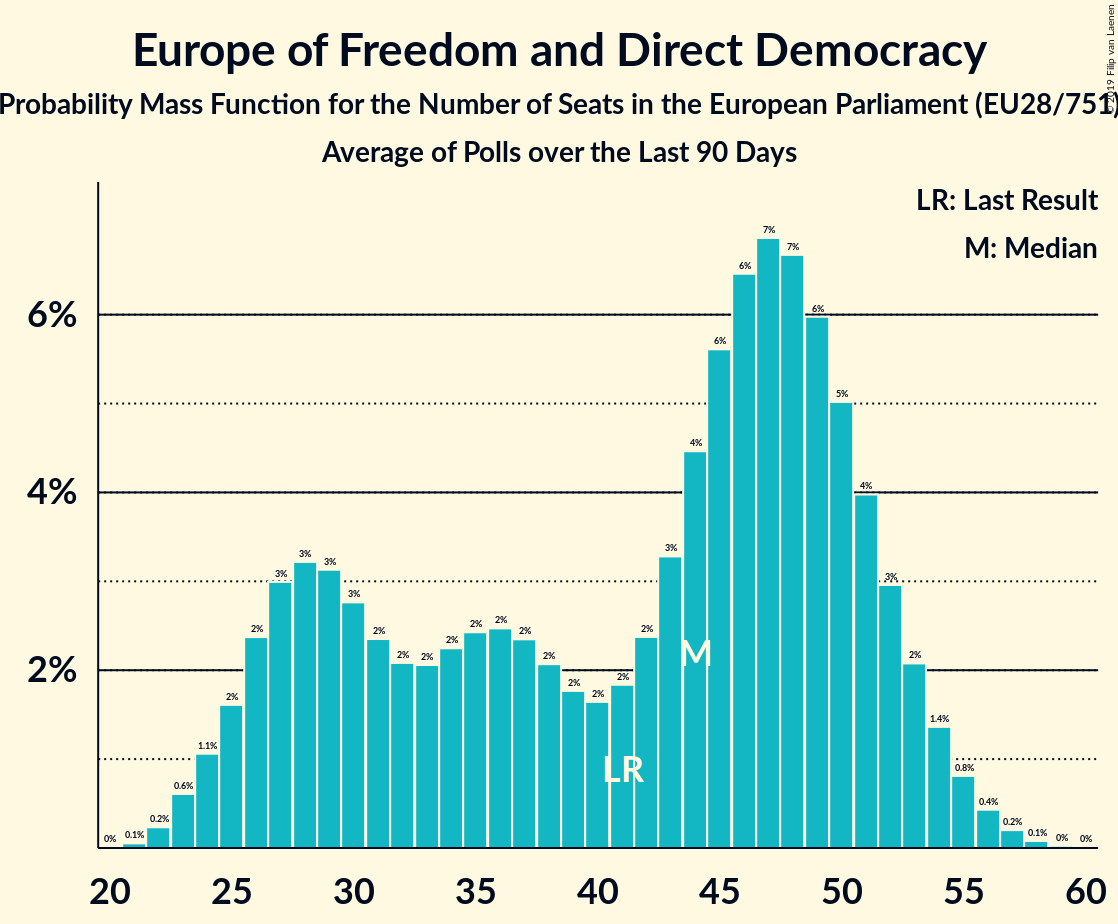 Europe of Freedom and Direct Democracy
Probability Mass Function for the Number of Seats in the European Parliament (EU28/751)
Average of Polls over the Last 90 Days
© 2019 Filip van Laenen
LR: Last Result
M: Median
6%
4%
2%
0% 0.1% 0.2% 0.6% 1.1% 2% 2% 3% 3% 3% 3% 2% 2% 2% 2% 2% 2% 2% 2% 2% 2% 2% 2% 3% 4% 6% 6% 7% 7% 6% 5% 4% 3% 2% 1.4% 0.8% 0.4% 0.2% 0.1% 0% 0%
M
LR
20 25 30 35 40 45 50 55 60